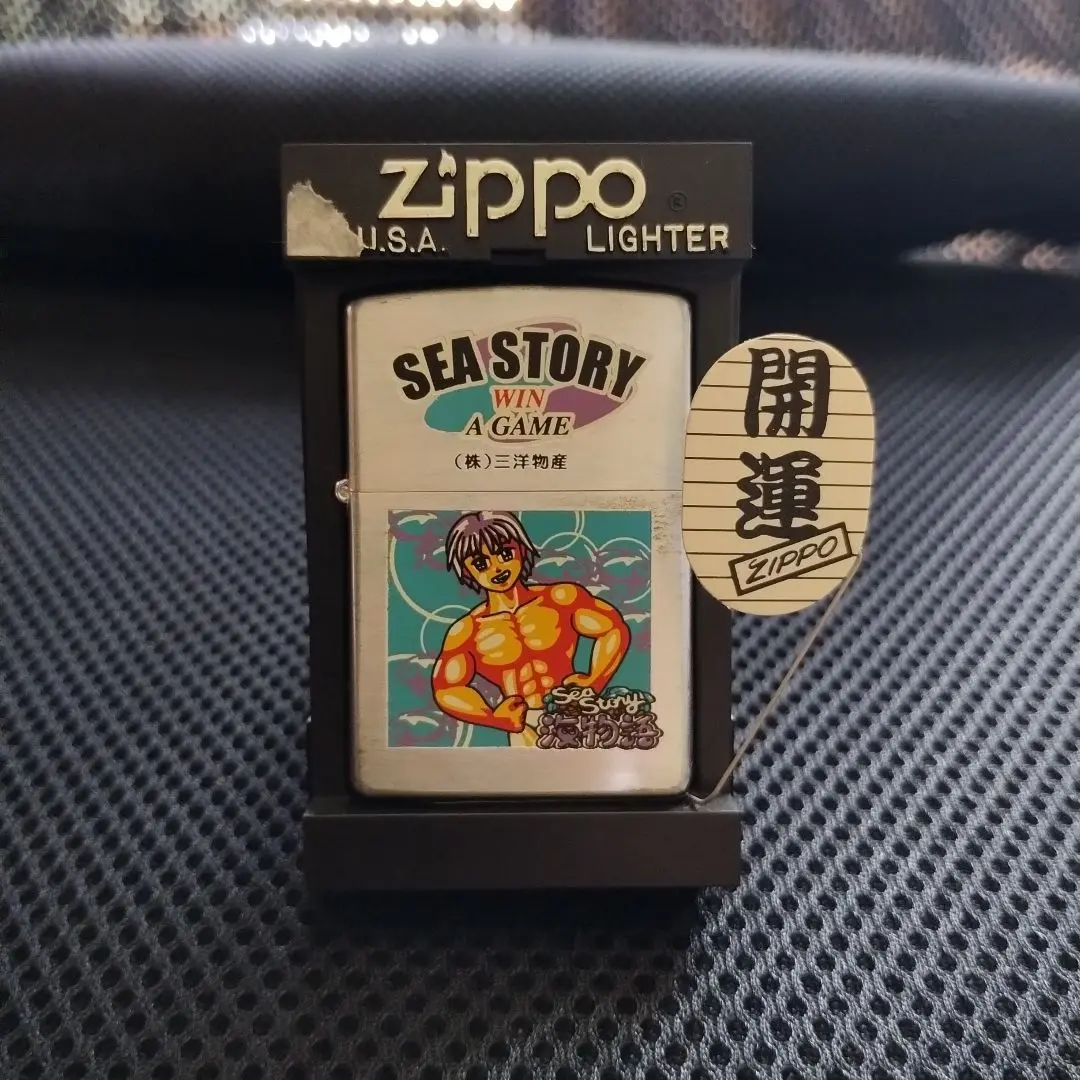 zippo
U.S.A. LIGHTER
SEA STORY
WIN
A GAME
(株)三洋物産
Sea
Story
海物語
開
運
ZIPPO